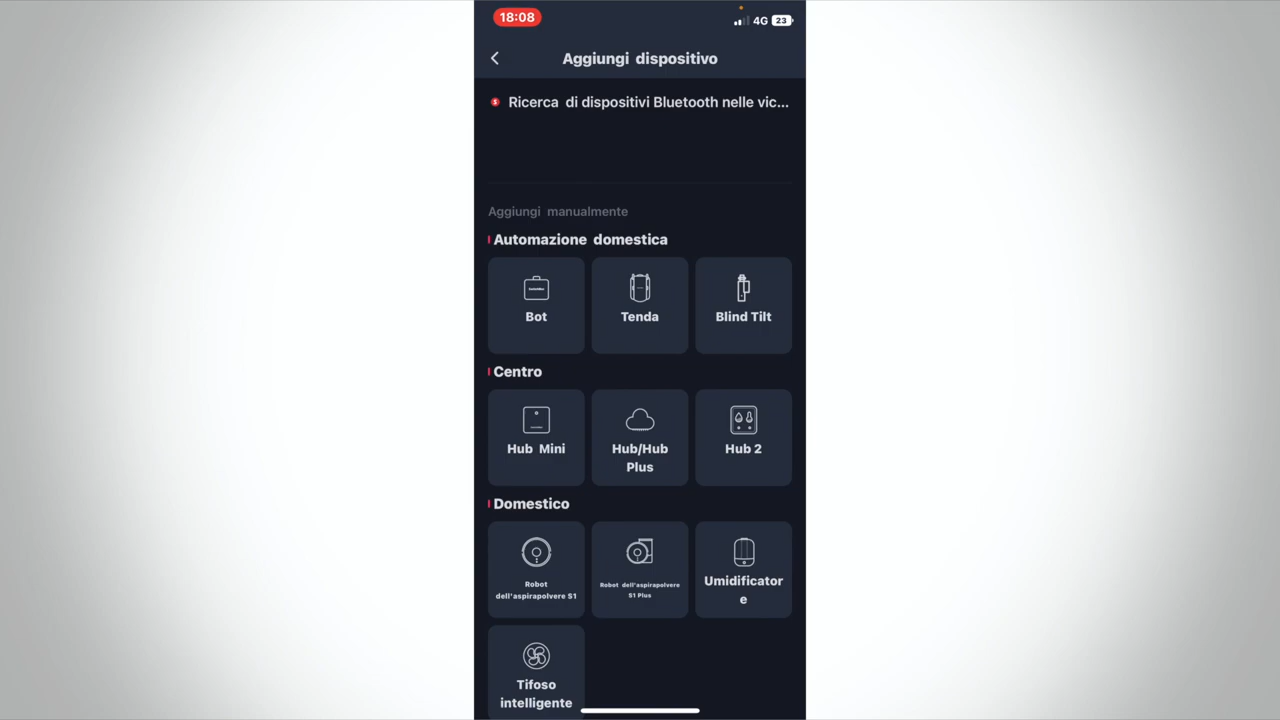 18:08
4G 23
Aggiungi dispositivo
Ricerca di dispositivi Bluetooth nelle vic...
Aggiungi manualmente
Automazione domestica
Bot
Tenda
Blind Tilt
Centro
Hub Mini
Hub/Hub
Plus
Hub 2
Domestico
Robot
dell'aspirapolvere S1
Robot dell'aspirapolvere
S1 Plus
Umidificator
e
Tifoso
intelligente